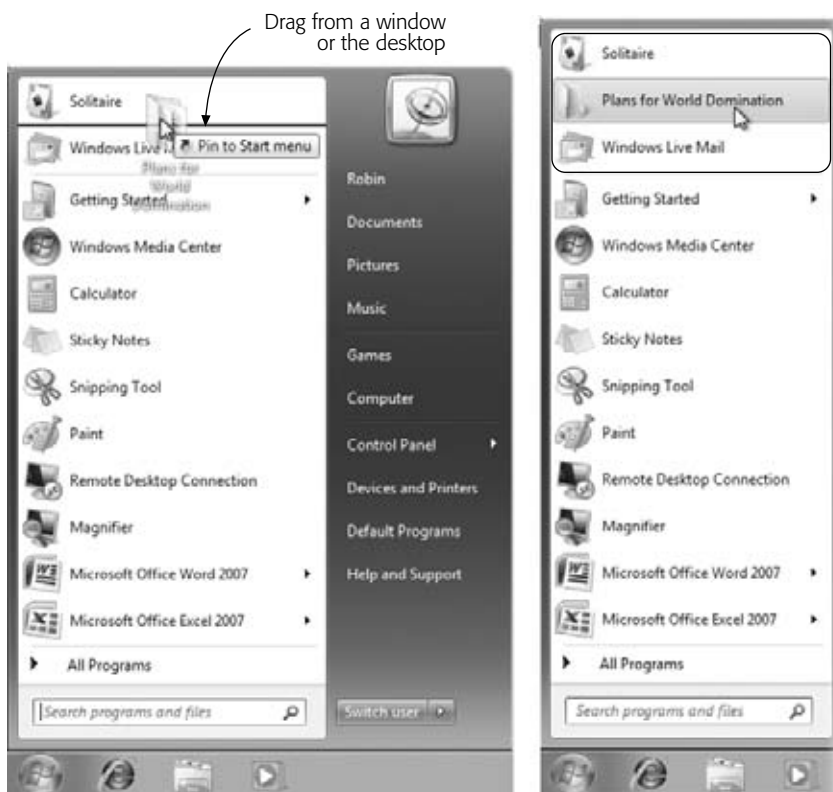 Drag from a window
or the desktop
Solitaire
Windows Live
Pin to Start menu
Plans for
World
Domination
Getting Started
Windows Media Center
Calculator
Sticky Notes
Snipping Tool
Paint
Remote Desktop Connection
Magnifier
Microsoft Office Word 2007
Microsoft Office Excel 2007
All Programs
Search programs and files
Robin
Documents
Pictures
Music
Games
Computer
Control Panel
Devices and Printers
Default Programs
Help and Support
Switch user
Solitaire
Plans for World Domination
Windows Live Mail
Getting Started
Windows Media Center
Calculator
Sticky Notes
Snipping Tool
Paint
Remote Desktop Connection
Magnifier
Microsoft Office Word 2007
Microsoft Office Excel 2007
All Programs
Search programs and files